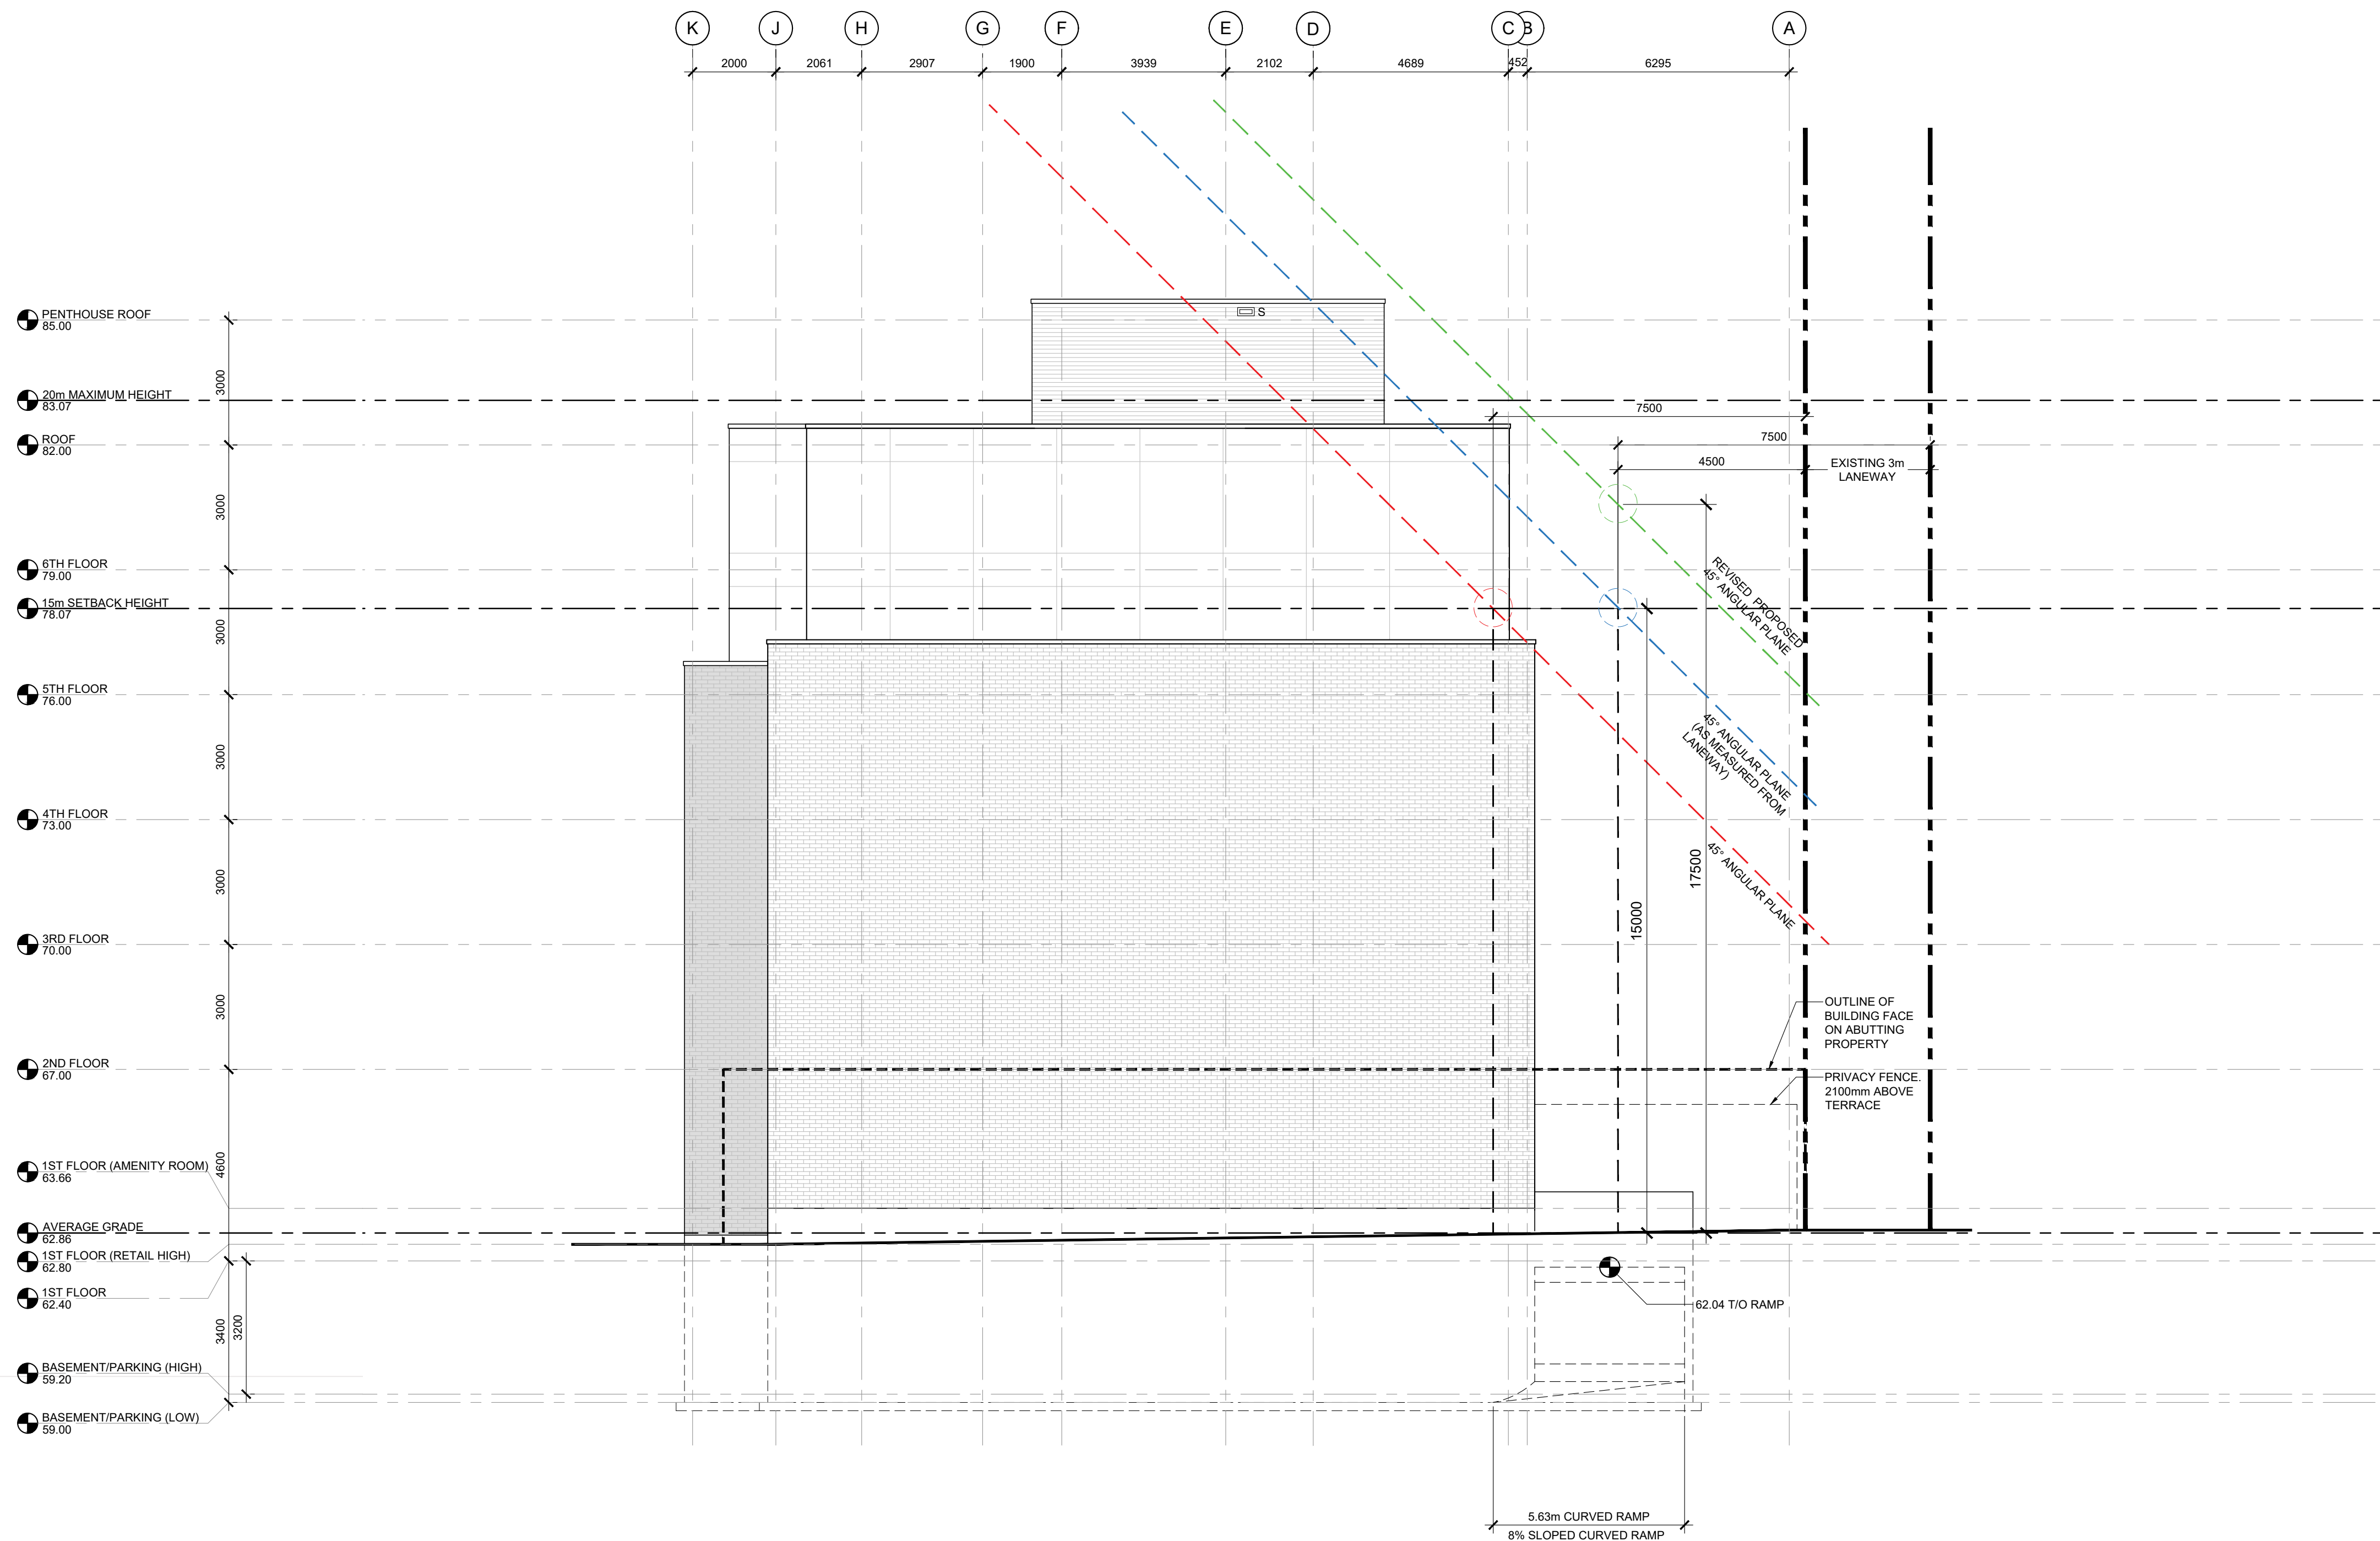 K J H G F E D C B A
2000 2061 2907 1900 3939 2102 4689 452 6295
PENTHOUSE ROOF
85.00
S
3000
20m MAXIMUM HEIGHT
83.07
7500
ROOF
82.00
7500
4500
EXISTING 3m
LANEWAY
3000
6TH FLOOR
79.00
REVISED PROPOSED
45° ANGULAR PLANE
15m SETBACK HEIGHT
78.07
3000
5TH FLOOR
76.00
45° ANGULAR PLANE
(AS MEASURED FROM
LANEWAY)
3000
4TH FLOOR
73.00
45° ANGULAR PLANE
17500
15000
3000
3RD FLOOR
70.00
3000
OUTLINE OF
BUILDING FACE
ON ABUTTING
PROPERTY
2ND FLOOR
67.00
PRIVACY FENCE.
2100mm ABOVE
TERRACE
4600
1ST FLOOR (AMENITY ROOM)
63.66
AVERAGE GRADE
62.86
1ST FLOOR (RETAIL HIGH)
62.80
1ST FLOOR
62.40
62.04 T/O RAMP
3400
3200
BASEMENT/PARKING (HIGH)
59.20
BASEMENT/PARKING (LOW)
59.00
5.63m CURVED RAMP
8% SLOPED CURVED RAMP